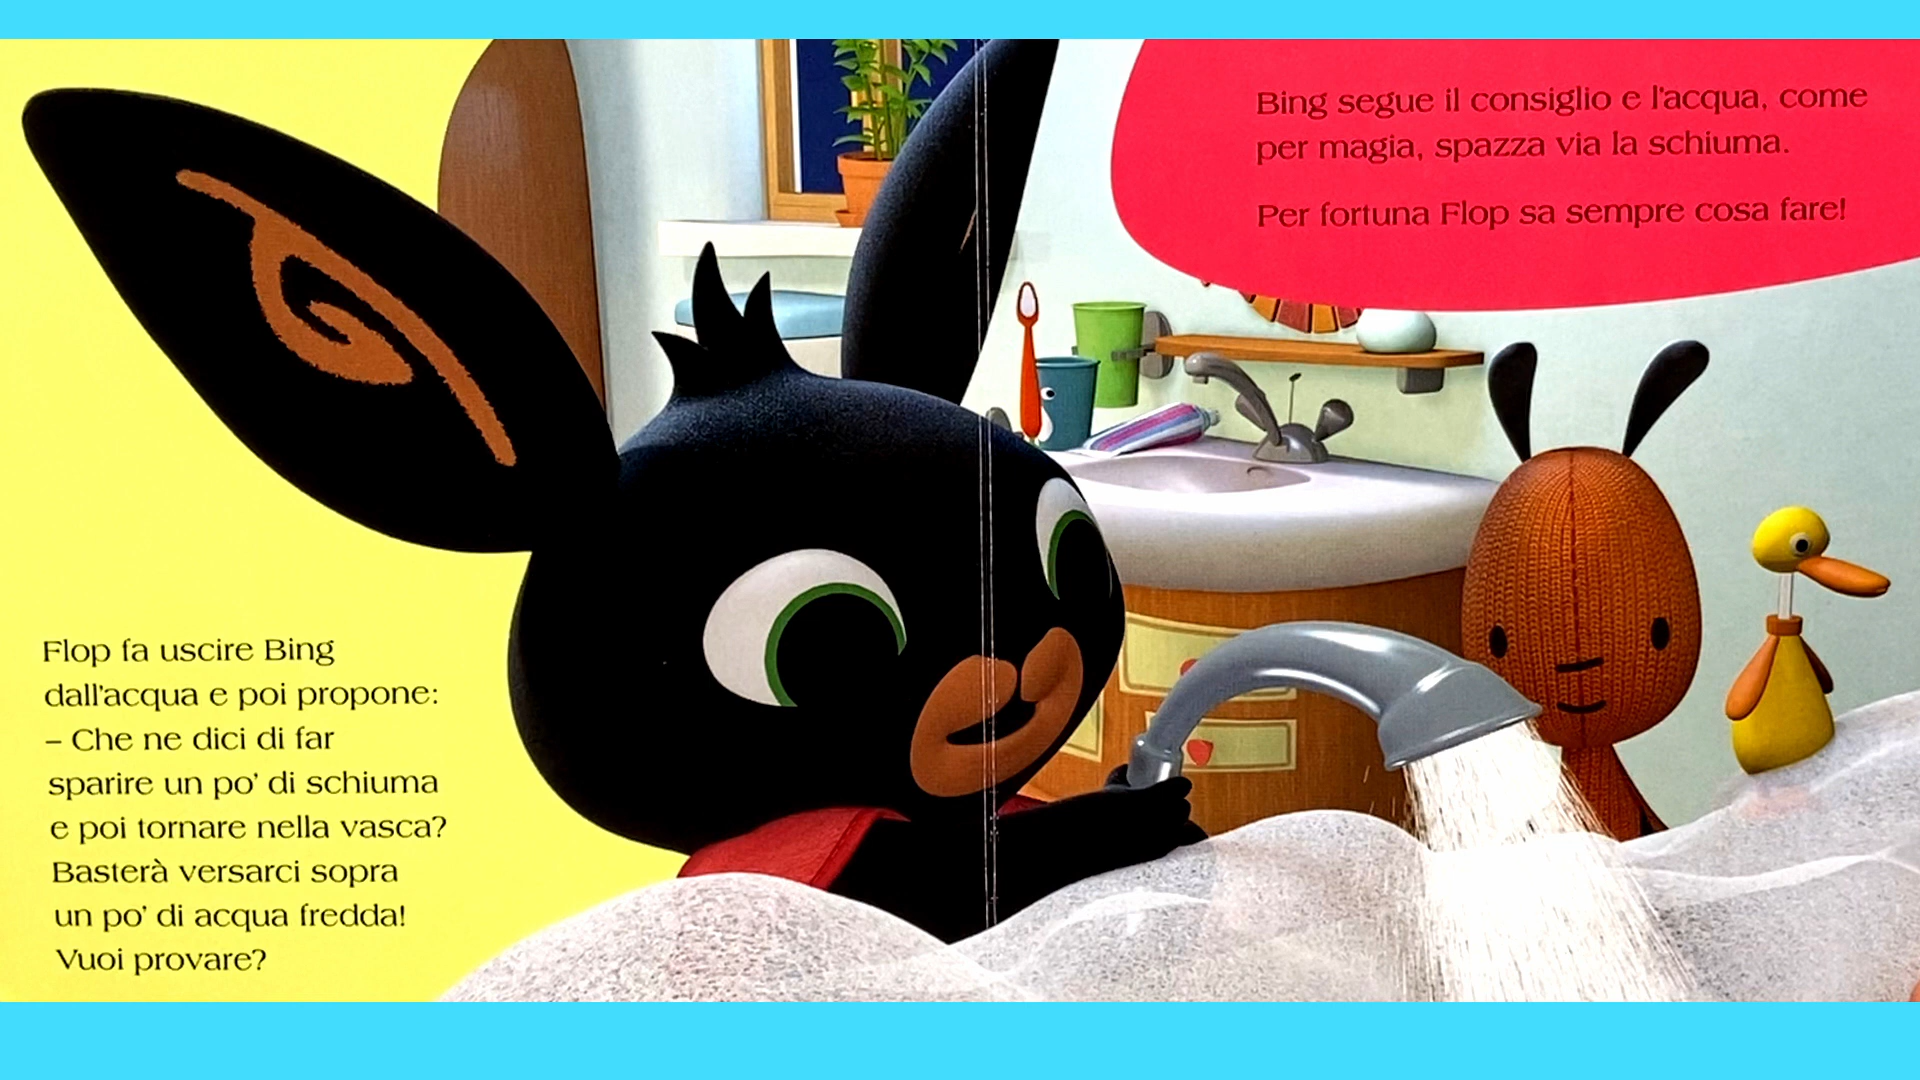 Flop fa uscire Bing
dall'acqua e poi propone:
– Che ne dici di far
sparire un po' di schiuma
e poi tornare nella vasca?
Basterà versarci sopra
un po' di acqua fredda!
Vuoi provare?
Bing segue il consiglio e l'acqua, come
per magia, spazza via la schiuma.
Per fortuna Flop sa sempre cosa fare!